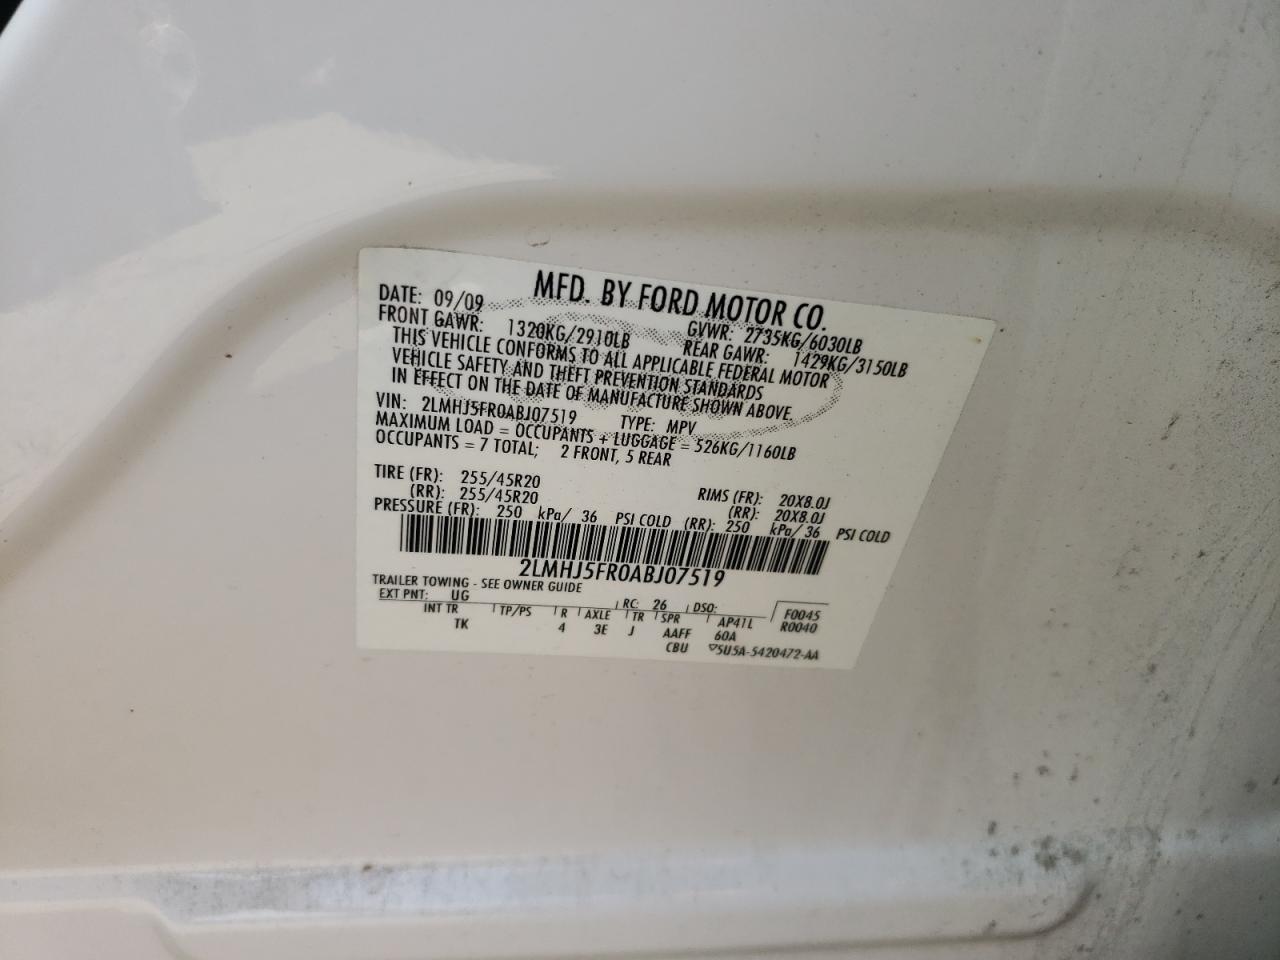 MFD. BY FORD MOTOR CO.
DATE: 09/09 GVWR: 2735KG/6030LB
FRONT GAWR: 1320KG/2910LB REAR GAWR: 1429KG/3150LB
THIS VEHICLE CONFORMS TO ALL APPLICABLE FEDERAL MOTOR
VEHICLE SAFETY AND THEFT PREVENTION STANDARDS
IN EFFECT ON THE DATE OF MANUFACTURE SHOWN ABOVE.
VIN: 2LMHJ5FR0ABJ07519 TYPE: MPV
MAXIMUM LOAD = OCCUPANTS + LUGGAGE = 526KG/1160LB
OCCUPANTS = 7 TOTAL; 2 FRONT, 5 REAR
TIRE (FR): 255/45R20 RIMS (FR): 20X8.0J
(RR): 255/45R20 (RR): 20X8.0J
PRESSURE (FR): 250 kPa/ 36 PSI COLD (RR): 250 kPa/ 36 PSI COLD
2LMHJ5FR0ABJ07519
TRAILER TOWING - SEE OWNER GUIDE
EXT PNT: UG RC: 26 DSO: F0045
INT TR TP/PS R AXLE TR SPR AP41L R0040
TK 4 3E J AAFF 60A
CBU ▽5U5A-5420472-AA